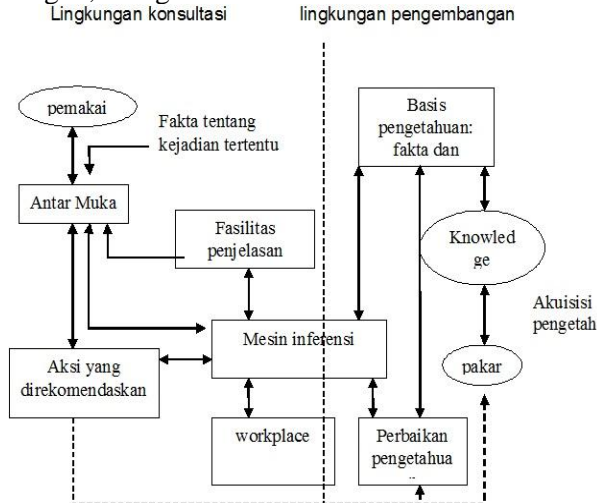 Lingkungan konsultasi
lingkungan pengembangan
pemakai
Fakta tentang
kejadian tertentu
Basis
pengetahuan:
fakta dan
Antar Muka
Fasilitas
penjelasan
Knowled
ge
Akuisisi
pengetah
Mesin inferensi
Aksi yang
direkomendaskan
pakar
workplace
Perbaikan
pengetahua